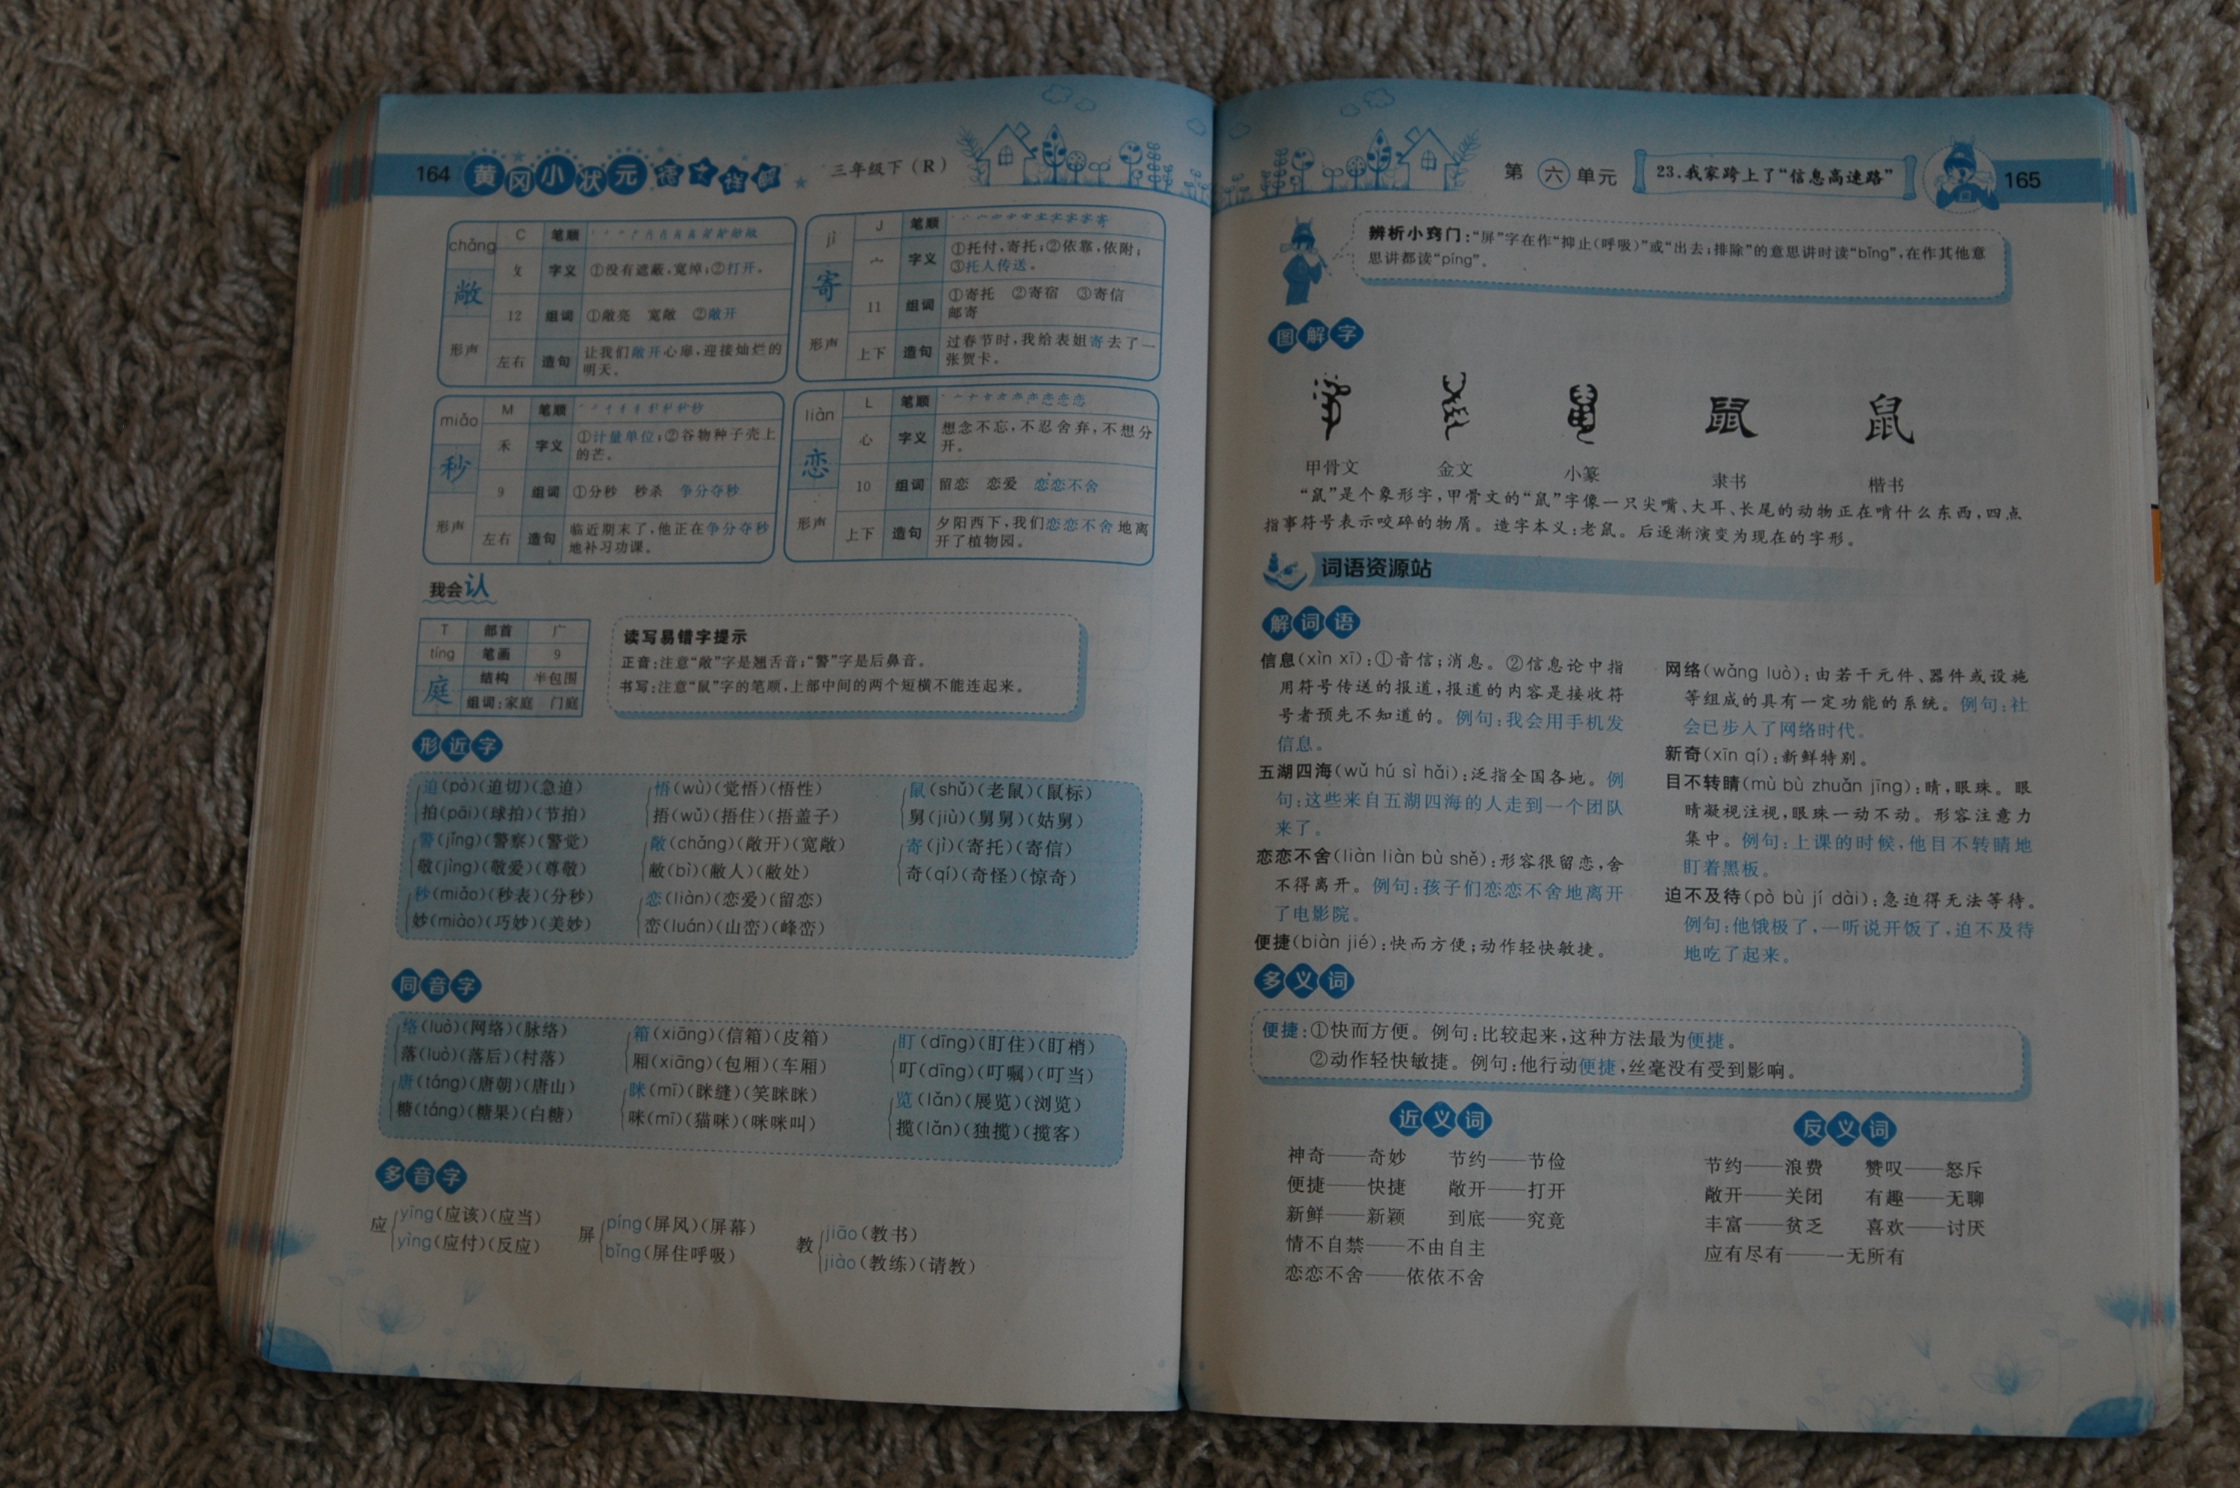 164 黄冈小状元 语文详解 三年级下(R)
chǎng C 笔顺
敞 攵 字义 ①没有遮蔽,宽绰;②打开。
12 组词 ①敞亮 宽敞 ②敞开
形声 左右 造句 让我们敞开心扉,迎接灿烂的
明天。
jì J 笔顺
寄 宀 字义 ①托付,寄托;②依靠,依附;
③托人传送。
11 组词 ①寄托 ②寄宿 ③寄信
邮寄
形声 上下 造句 过春节时,我给表姐寄去了一
张贺卡。
miǎo M 笔顺
秒 禾 字义 ①计量单位;②谷物种子壳上
的芒。
9 组词 ①分秒 秒杀 争分夺秒
形声 左右 造句 临近期末了,他正在争分夺秒
地补习功课。
liàn L 笔顺
恋 心 字义 想念不忘,不忍舍弃,不想分
开。
10 组词 留恋 恋爱 恋恋不舍
形声 上下 造句 夕阳西下,我们恋恋不舍地离
开了植物园。
我会认
T 部首 广
tíng 笔画 9
庭 结构 半包围
组词:家庭 门庭
读写易错字提示
正音:注意“敞”字是翘舌音;“警”字是后鼻音。
书写:注意“鼠”字的笔顺,上部中间的两个短横不能连起来。
形近字
迫(pò)(迫切)(急迫) 悟(wù)(觉悟)(悟性) 鼠(shǔ)(老鼠)(鼠标)
拍(pāi)(球拍)(节拍) 捂(wǔ)(捂住)(捂盖子) 舅(jiù)(舅舅)(姑舅)
警(jǐng)(警察)(警觉) 敞(chǎng)(敞开)(宽敞) 寄(jì)(寄托)(寄信)
敬(jìng)(敬爱)(尊敬) 敝(bì)(敝人)(敝处) 奇(qí)(奇怪)(惊奇)
秒(miǎo)(秒表)(分秒) 恋(liàn)(恋爱)(留恋)
妙(miào)(巧妙)(美妙) 峦(luán)(山峦)(峰峦)
同音字
络(luò)(网络)(脉络) 箱(xiāng)(信箱)(皮箱) 盯(dīng)(盯住)(盯梢)
落(luò)(落后)(村落) 厢(xiāng)(包厢)(车厢) 叮(dīng)(叮嘱)(叮当)
唐(táng)(唐朝)(唐山) 眯(mī)(眯缝)(笑眯眯) 览(lǎn)(展览)(浏览)
糖(táng)(糖果)(白糖) 咪(mī)(猫咪)(咪咪叫) 揽(lǎn)(独揽)(揽客)
多音字
应 yīng(应该)(应当) 屏 píng(屏风)(屏幕) 教 jiāo(教书)
yìng(应付)(反应) bǐng(屏住呼吸) jiào(教练)(请教)
第六单元 23.我家跨上了“信息高速路” 165
辨析小窍门:“屏”字在作“抑止(呼吸)”或“出去;排除”的意思讲时读“bǐng”,在作其他意
思讲都读“píng”。
图解字
鼠 鼠
甲骨文 金文 小篆 隶书 楷书
“鼠”是个象形字,甲骨文的“鼠”字像一只尖嘴、大耳、长尾的动物正在啃什么东西,四点
指事符号表示咬碎的物屑。造字本义:老鼠。后逐渐演变为现在的字形。
词语资源站
解词语
信息(xìn xī):①音信;消息。②信息论中指
用符号传送的报道,报道的内容是接收符
号者预先不知道的。例句:我会用手机发
信息。
五湖四海(wǔ hú sì hǎi):泛指全国各地。例
句:这些来自五湖四海的人走到一个团队
来了。
恋恋不舍(liàn liàn bù shě):形容很留恋,舍
不得离开。例句:孩子们恋恋不舍地离开
了电影院。
便捷(biàn jié):快而方便;动作轻快敏捷。
网络(wǎng luò):由若干元件、器件或设施
等组成的具有一定功能的系统。例句:社
会已步入了网络时代。
新奇(xīn qí):新鲜特别。
目不转睛(mù bù zhuǎn jīng):睛,眼珠。眼
睛凝视注视,眼珠一动不动。形容注意力
集中。例句:上课的时候,他目不转睛地
盯着黑板。
迫不及待(pò bù jí dài):急迫得无法等待。
例句:他饿极了,一听说开饭了,迫不及待
地吃了起来。
多义词
便捷:①快而方便。例句:比较起来,这种方法最为便捷。
②动作轻快敏捷。例句:他行动便捷,丝毫没有受到影响。
近义词
神奇——奇妙 节约——节俭
便捷——快捷 敞开——打开
新鲜——新颖 到底——究竟
情不自禁——不由自主
恋恋不舍——依依不舍
反义词
节约——浪费 赞叹——怒斥
敞开——关闭 有趣——无聊
丰富——贫乏 喜欢——讨厌
应有尽有——一无所有